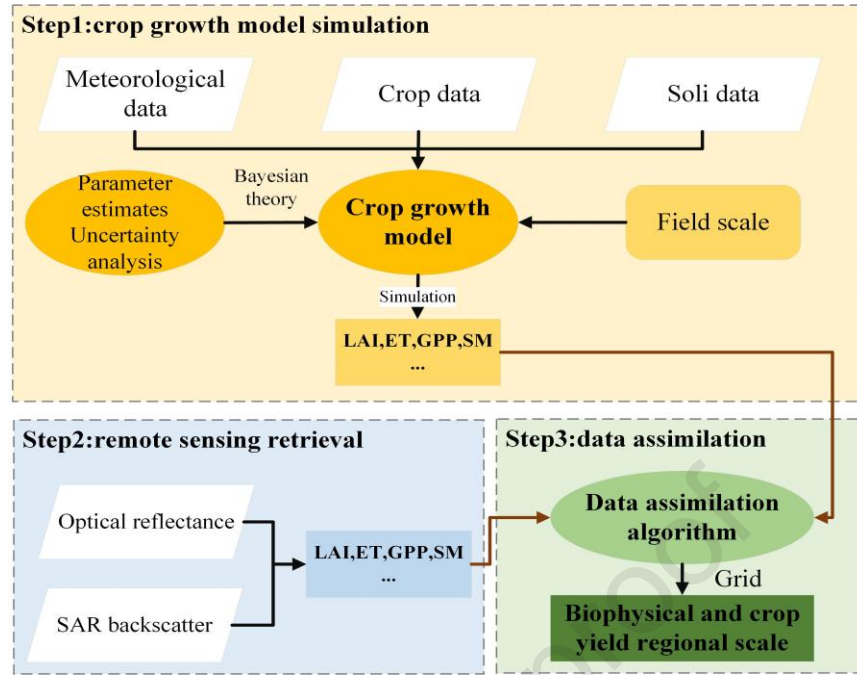 Step1:crop growth model simulation
Meteorological
data
Crop data
Soli data
Parameter
estimates
Uncertainty
analysis
Bayesian
theory
Crop growth
model
Field scale
Simulation
LAI,ET,GPP,SM
...
Step2:remote sensing retrieval
Optical reflectance
SAR backscatter
LAI,ET,GPP,SM
...
Step3:data assimilation
Data assimilation
algorithm
Grid
Biophysical and crop
yield regional scale
proof